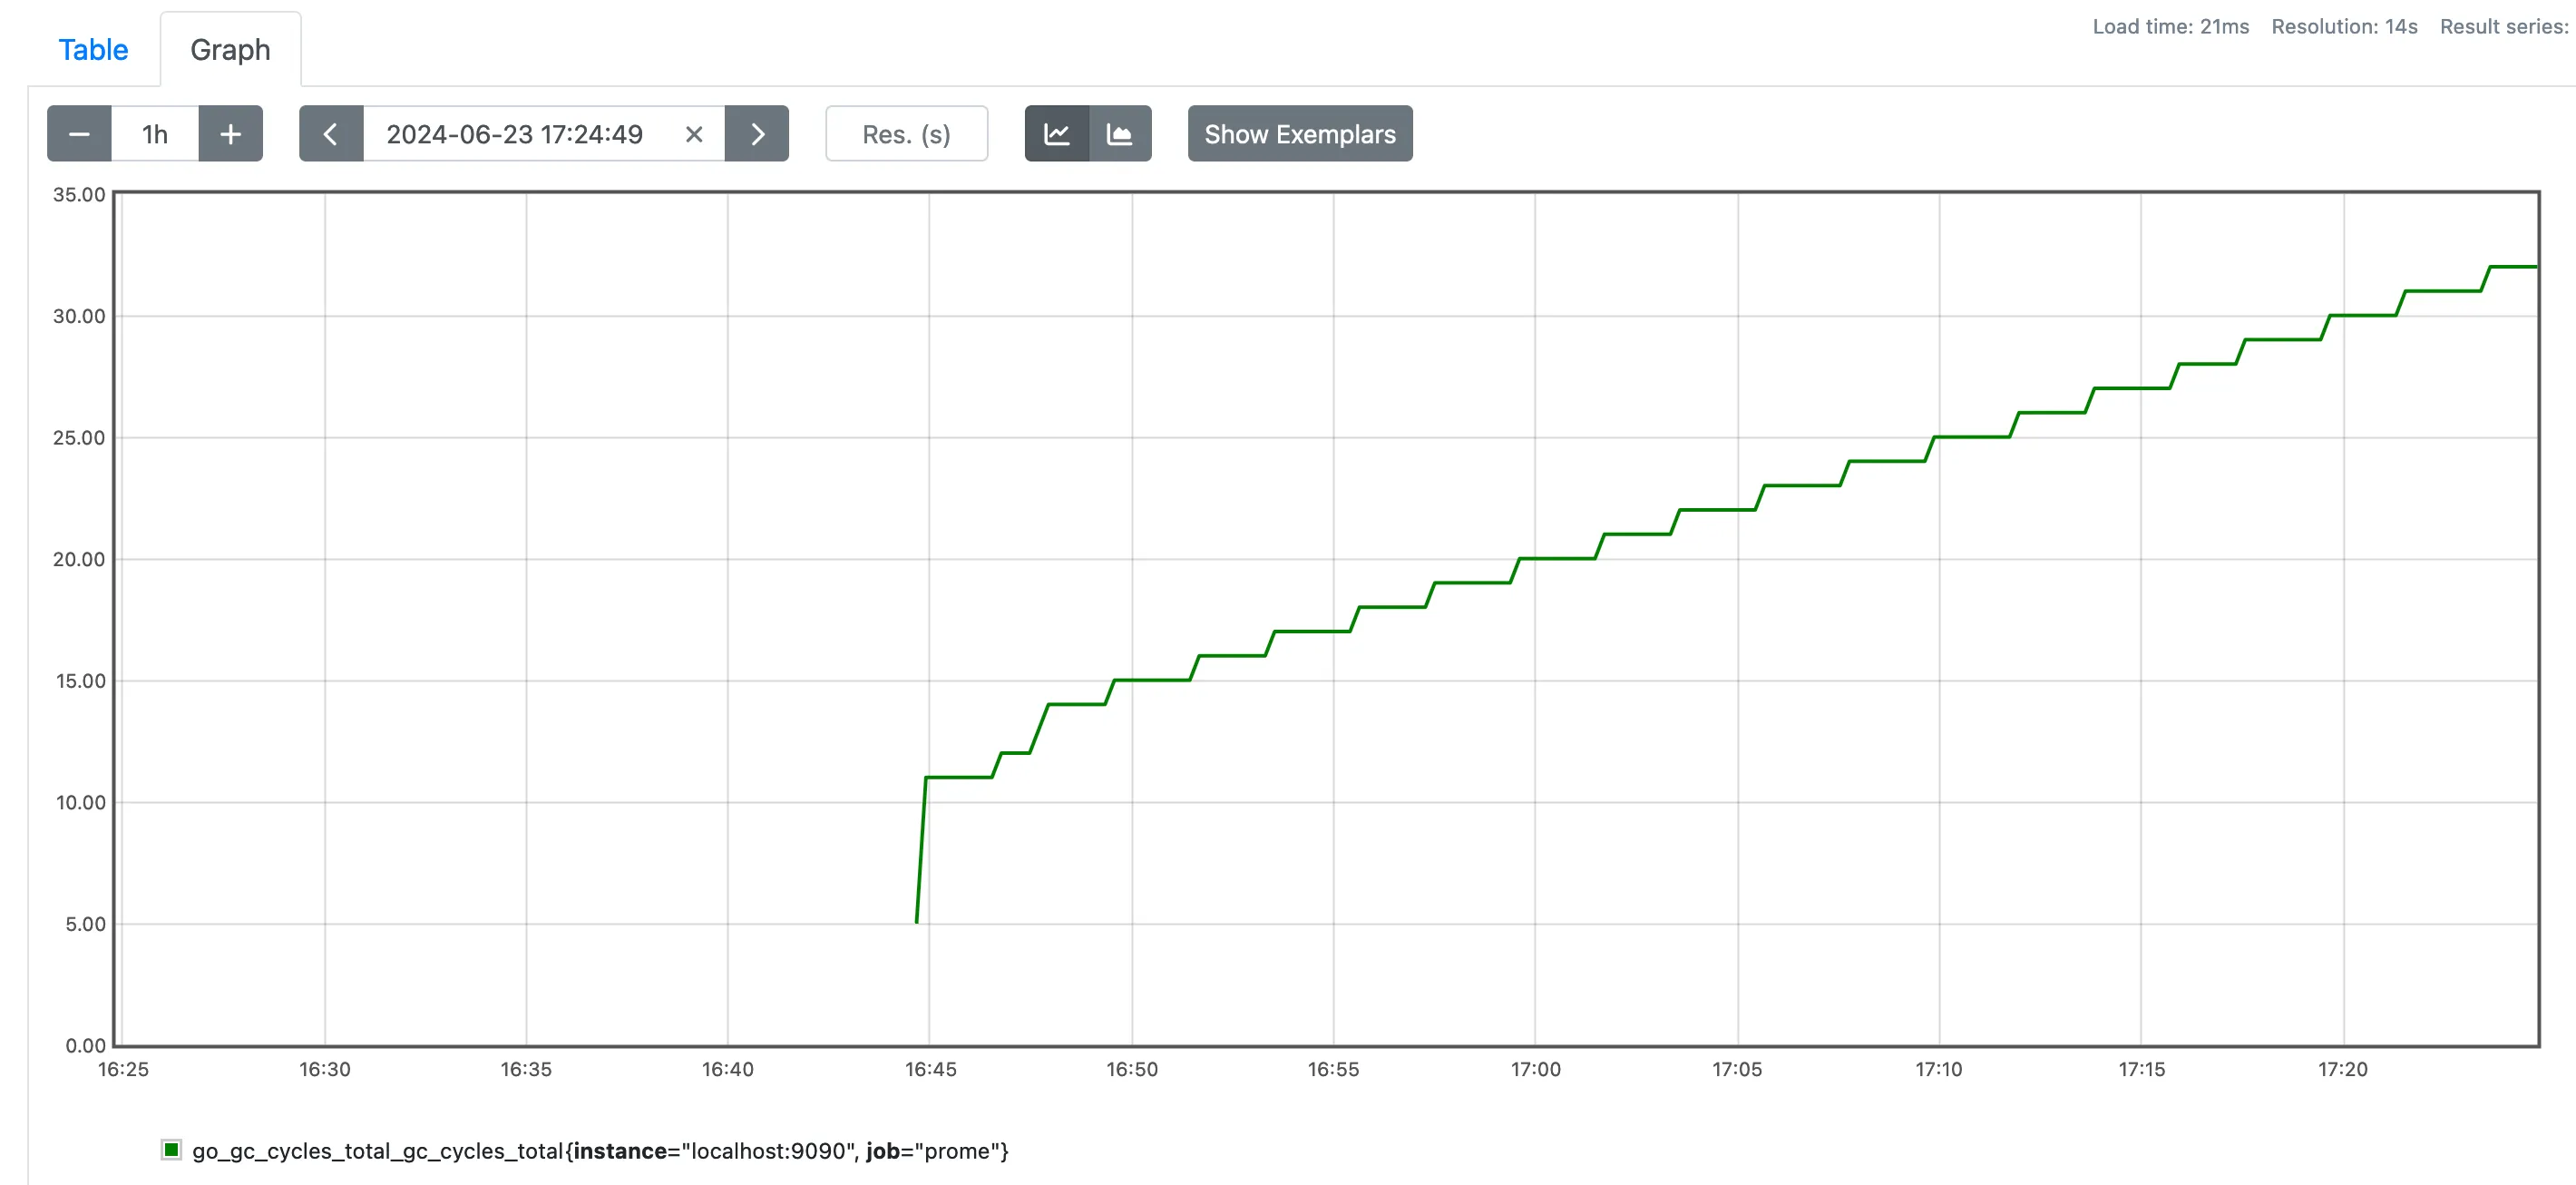 Load time: 21ms Resolution: 14s Result series:
Table Graph
1h 2024-06-23 17:24:49 Res. (s) Show Exemplars
35.00
30.00
25.00
20.00
15.00
10.00
5.00
0.00
16:25 16:30 16:35 16:40 16:45 16:50 16:55 17:00 17:05 17:10 17:15 17:20
go_gc_cycles_total_gc_cycles_total{instance="localhost:9090", job="prome"}